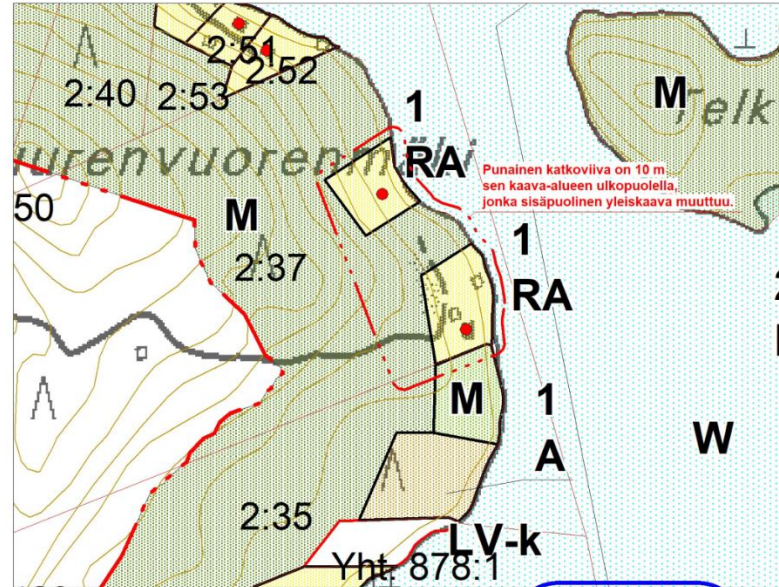 2:51
2:52
2:40
2:53
M
1
RA
Punainen katkoviiva on 10 m
sen kaava-alueen ulkopuolella,
jonka sisäpuolinen yleiskaava muuttuu.
50
M
1
2:37
RA
M
1
W
A
2:35
LV-k
Yht. 878:1